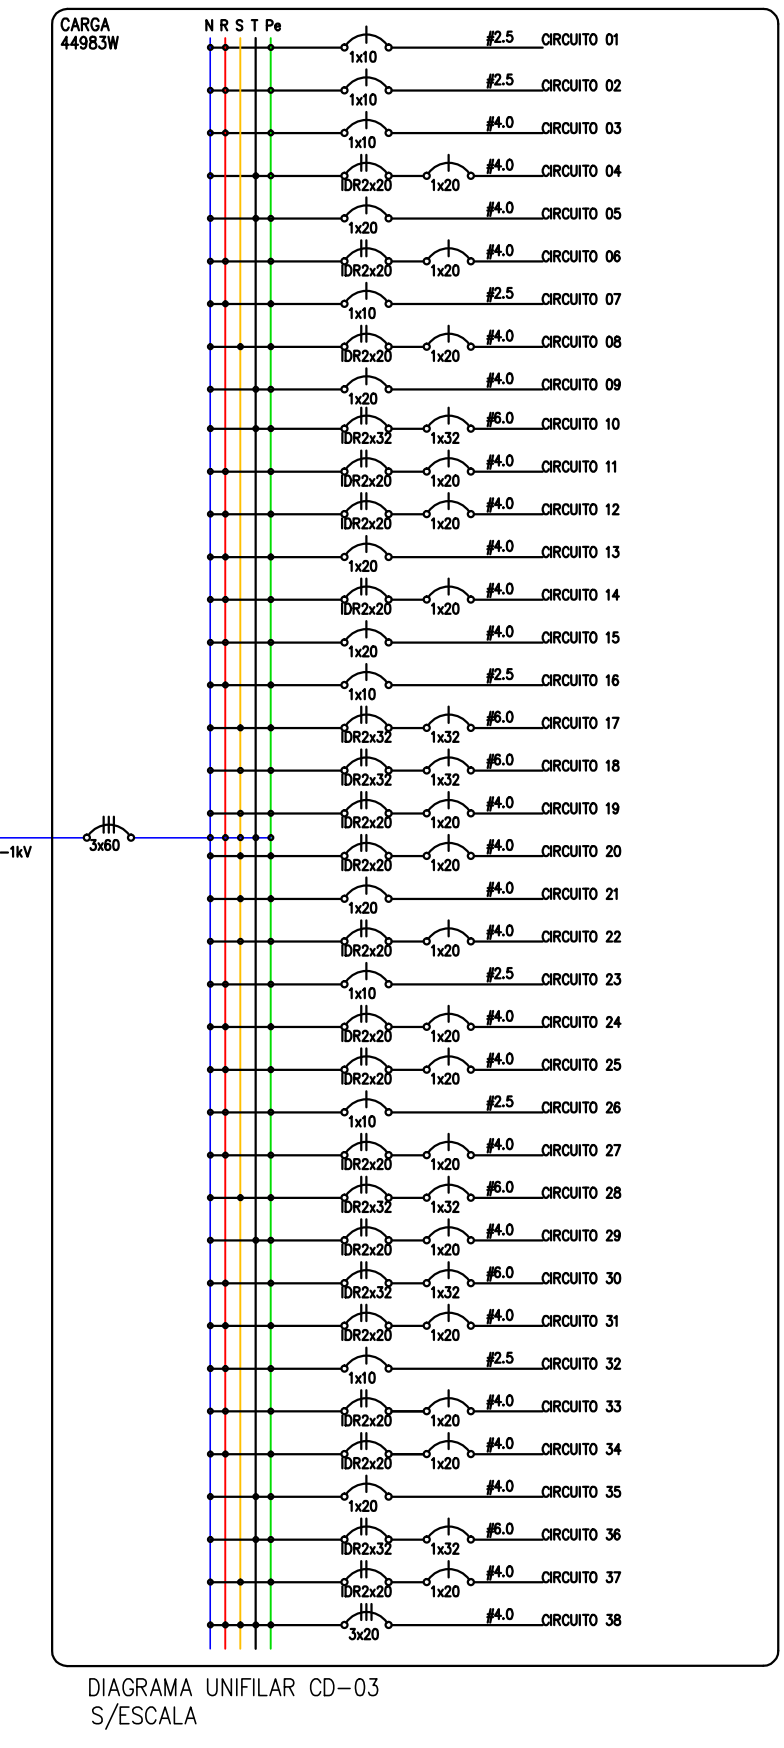 CARGA
44983W
N R S T Pe
#2.5 CIRCUITO 01
1x10
#2.5 CIRCUITO 02
1x10
#4.0 CIRCUITO 03
1x10
#4.0 CIRCUITO 04
IDR2x20 1x20
#4.0 CIRCUITO 05
1x20
#4.0 CIRCUITO 06
IDR2x20 1x20
#2.5 CIRCUITO 07
1x10
#4.0 CIRCUITO 08
IDR2x20 1x20
#4.0 CIRCUITO 09
1x20
#6.0 CIRCUITO 10
IDR2x32 1x32
#4.0 CIRCUITO 11
IDR2x20 1x20
#4.0 CIRCUITO 12
IDR2x20 1x20
#4.0 CIRCUITO 13
1x20
#4.0 CIRCUITO 14
IDR2x20 1x20
#4.0 CIRCUITO 15
1x20
#2.5 CIRCUITO 16
1x10
#6.0 CIRCUITO 17
IDR2x32 1x32
#6.0 CIRCUITO 18
IDR2x32 1x32
#4.0 CIRCUITO 19
IDR2x20 1x20
3x60
-1kV
#4.0 CIRCUITO 20
IDR2x20 1x20
#4.0 CIRCUITO 21
1x20
#4.0 CIRCUITO 22
IDR2x20 1x20
#2.5 CIRCUITO 23
1x10
#4.0 CIRCUITO 24
IDR2x20 1x20
#4.0 CIRCUITO 25
IDR2x20 1x20
#2.5 CIRCUITO 26
1x10
#4.0 CIRCUITO 27
IDR2x20 1x20
#6.0 CIRCUITO 28
IDR2x32 1x32
#4.0 CIRCUITO 29
IDR2x20 1x20
#6.0 CIRCUITO 30
IDR2x32 1x32
#4.0 CIRCUITO 31
IDR2x20 1x20
#2.5 CIRCUITO 32
1x10
#4.0 CIRCUITO 33
IDR2x20 1x20
#4.0 CIRCUITO 34
IDR2x20 1x20
#4.0 CIRCUITO 35
1x20
#6.0 CIRCUITO 36
IDR2x32 1x32
#4.0 CIRCUITO 37
IDR2x20 1x20
#4.0 CIRCUITO 38
3x20
DIAGRAMA UNIFILAR CD-03
S/ESCALA